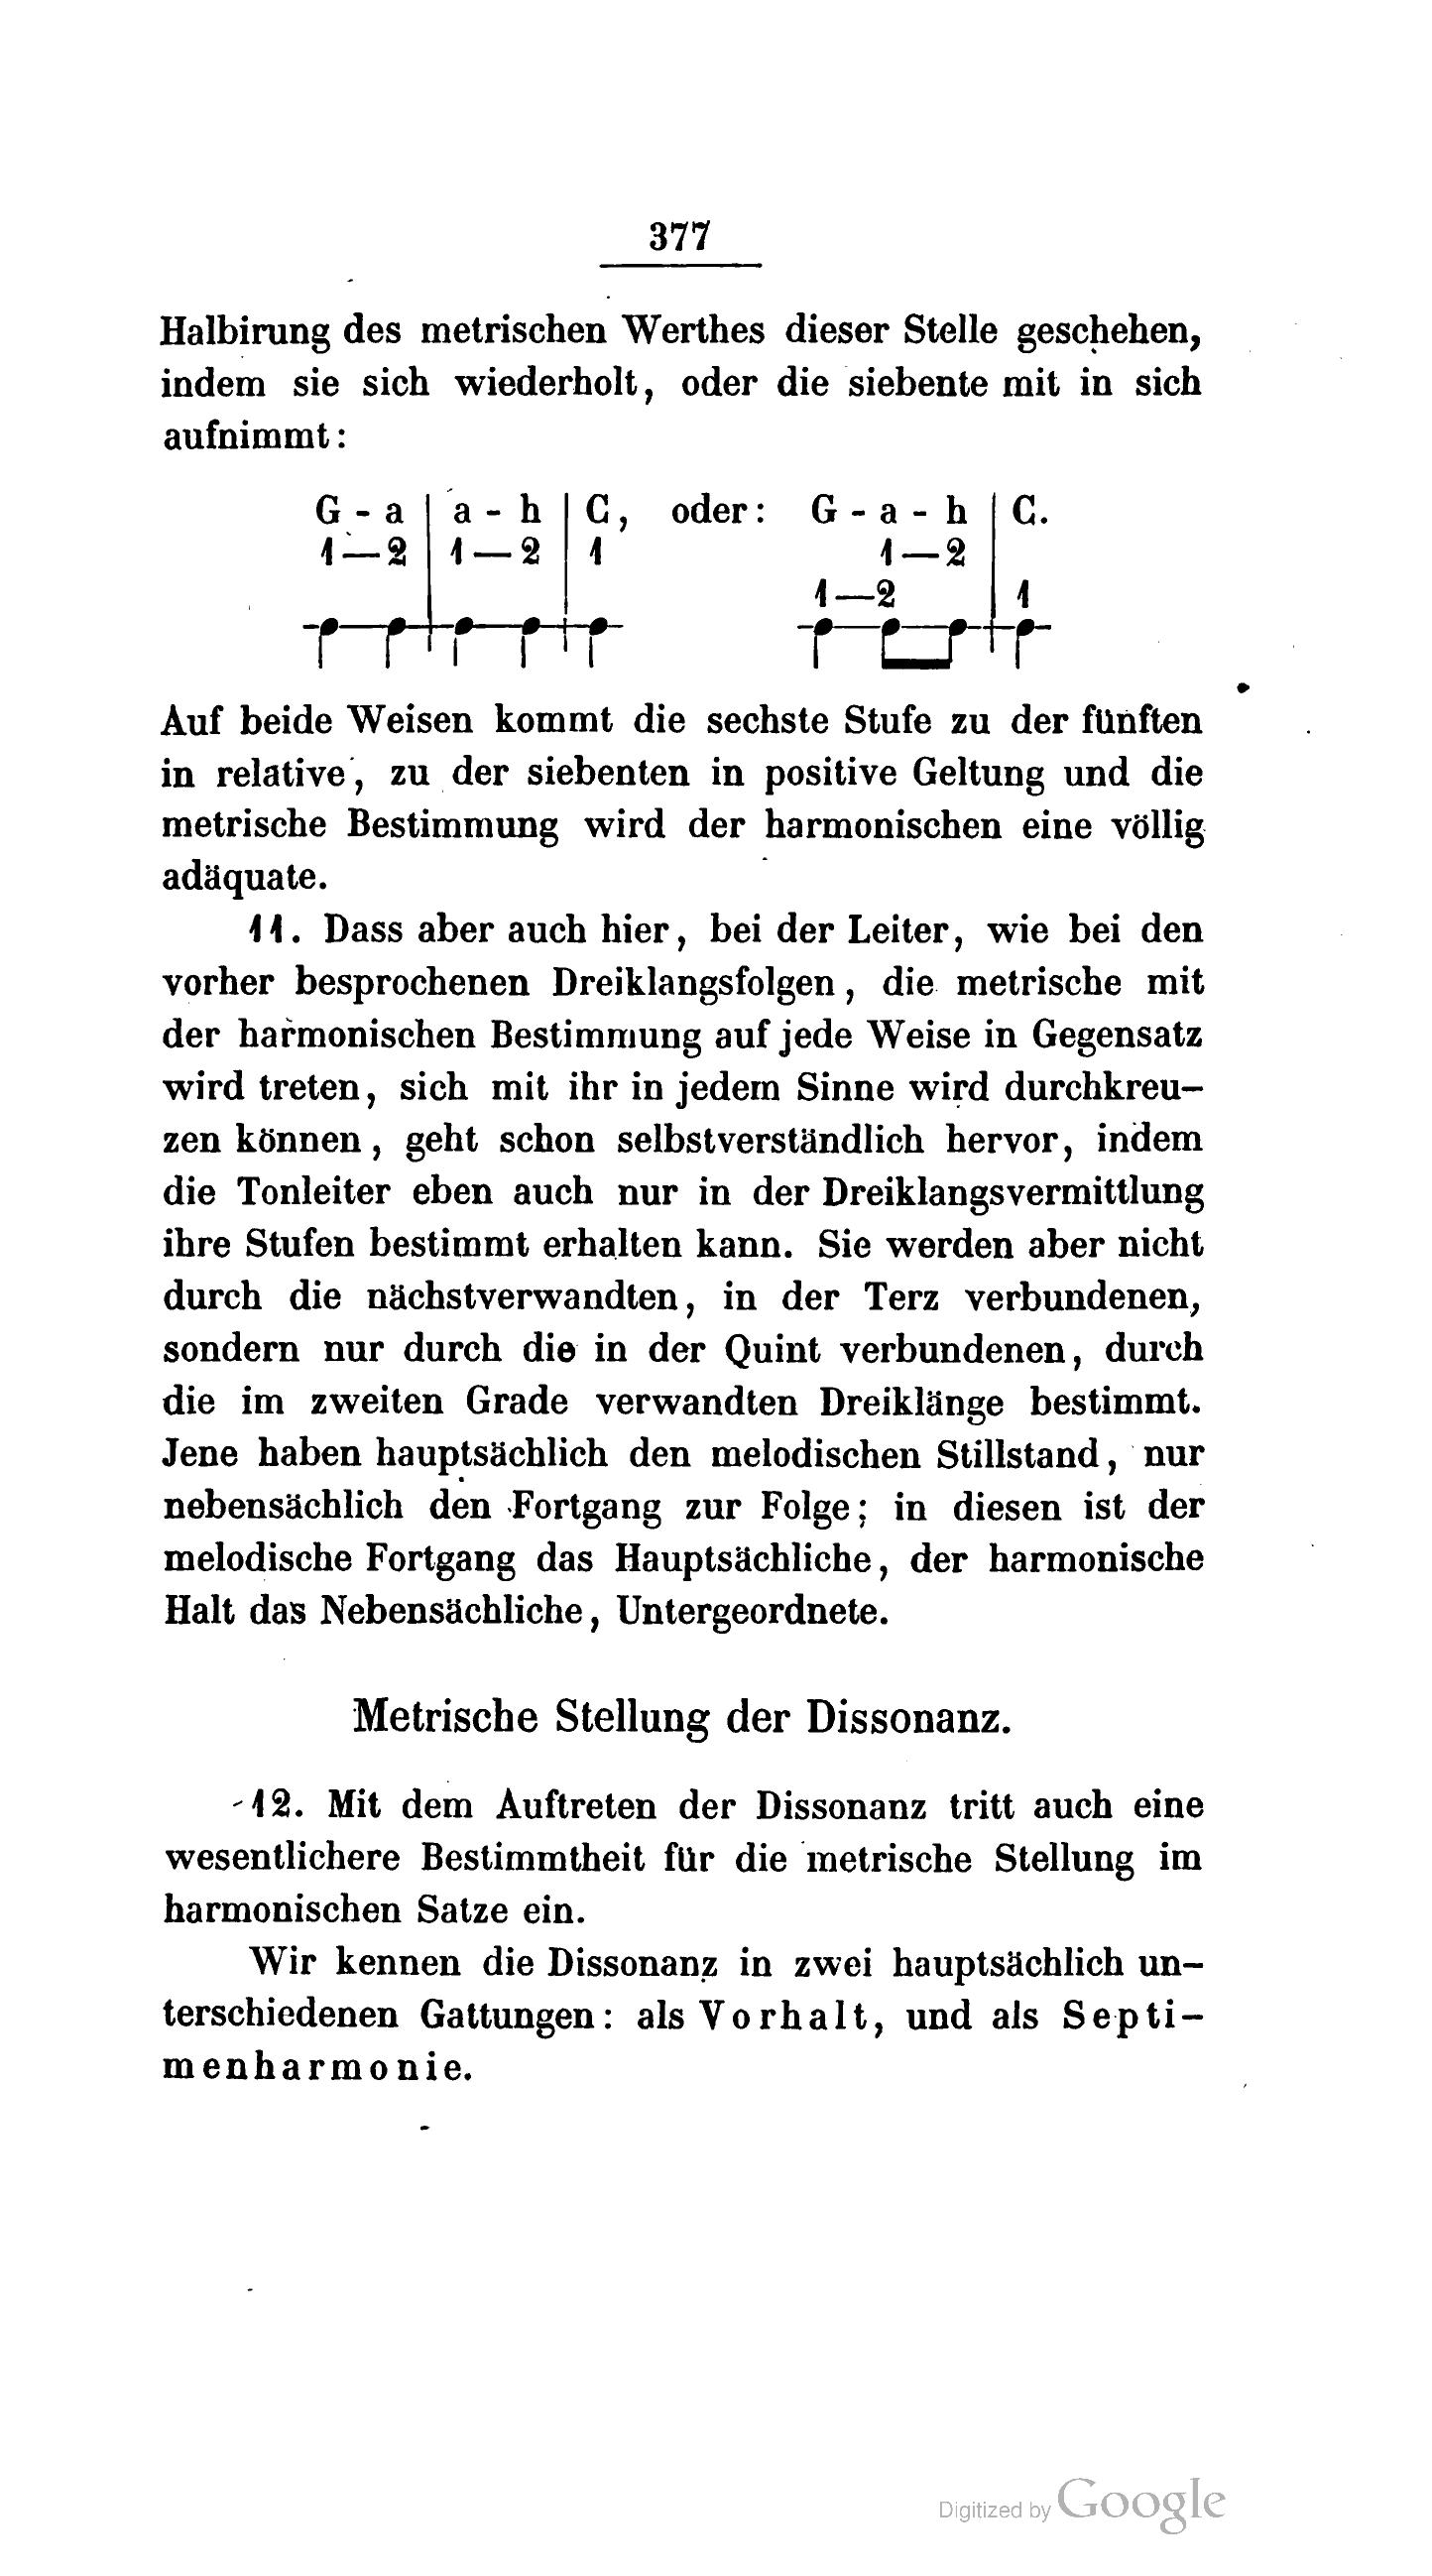 377
Halbirung des metrischen Werthes dieser Stelle geschehen,
indem sie sich wiederholt, oder die siebente mit in sich
aufnimmt:
G - a | a - h | C, oder: G - a - h | C.
1—2 | 1—2 | 1 1—2
1—2 1
Auf beide Weisen kommt die sechste Stufe zu der fünften
in relative, zu der siebenten in positive Geltung und die
metrische Bestimmung wird der harmonischen eine völlig
adäquate.
11. Dass aber auch hier, bei der Leiter, wie bei den
vorher besprochenen Dreiklangsfolgen, die metrische mit
der harmonischen Bestimmung auf jede Weise in Gegensatz
wird treten, sich mit ihr in jedem Sinne wird durchkreu-
zen können, geht schon selbstverständlich hervor, indem
die Tonleiter eben auch nur in der Dreiklangsvermittlung
ihre Stufen bestimmt erhalten kann. Sie werden aber nicht
durch die nächstverwandten, in der Terz verbundenen,
sondern nur durch die in der Quint verbundenen, durch
die im zweiten Grade verwandten Dreiklänge bestimmt.
Jene haben hauptsächlich den melodischen Stillstand, nur
nebensächlich den Fortgang zur Folge; in diesen ist der
melodische Fortgang das Hauptsächliche, der harmonische
Halt das Nebensächliche, Untergeordnete.
Metrische Stellung der Dissonanz.
12. Mit dem Auftreten der Dissonanz tritt auch eine
wesentlichere Bestimmtheit für die metrische Stellung im
harmonischen Satze ein.
Wir kennen die Dissonanz in zwei hauptsächlich un-
terschiedenen Gattungen: als Vorhalt, und als Septi-
menharmonie.
Digitized by Google